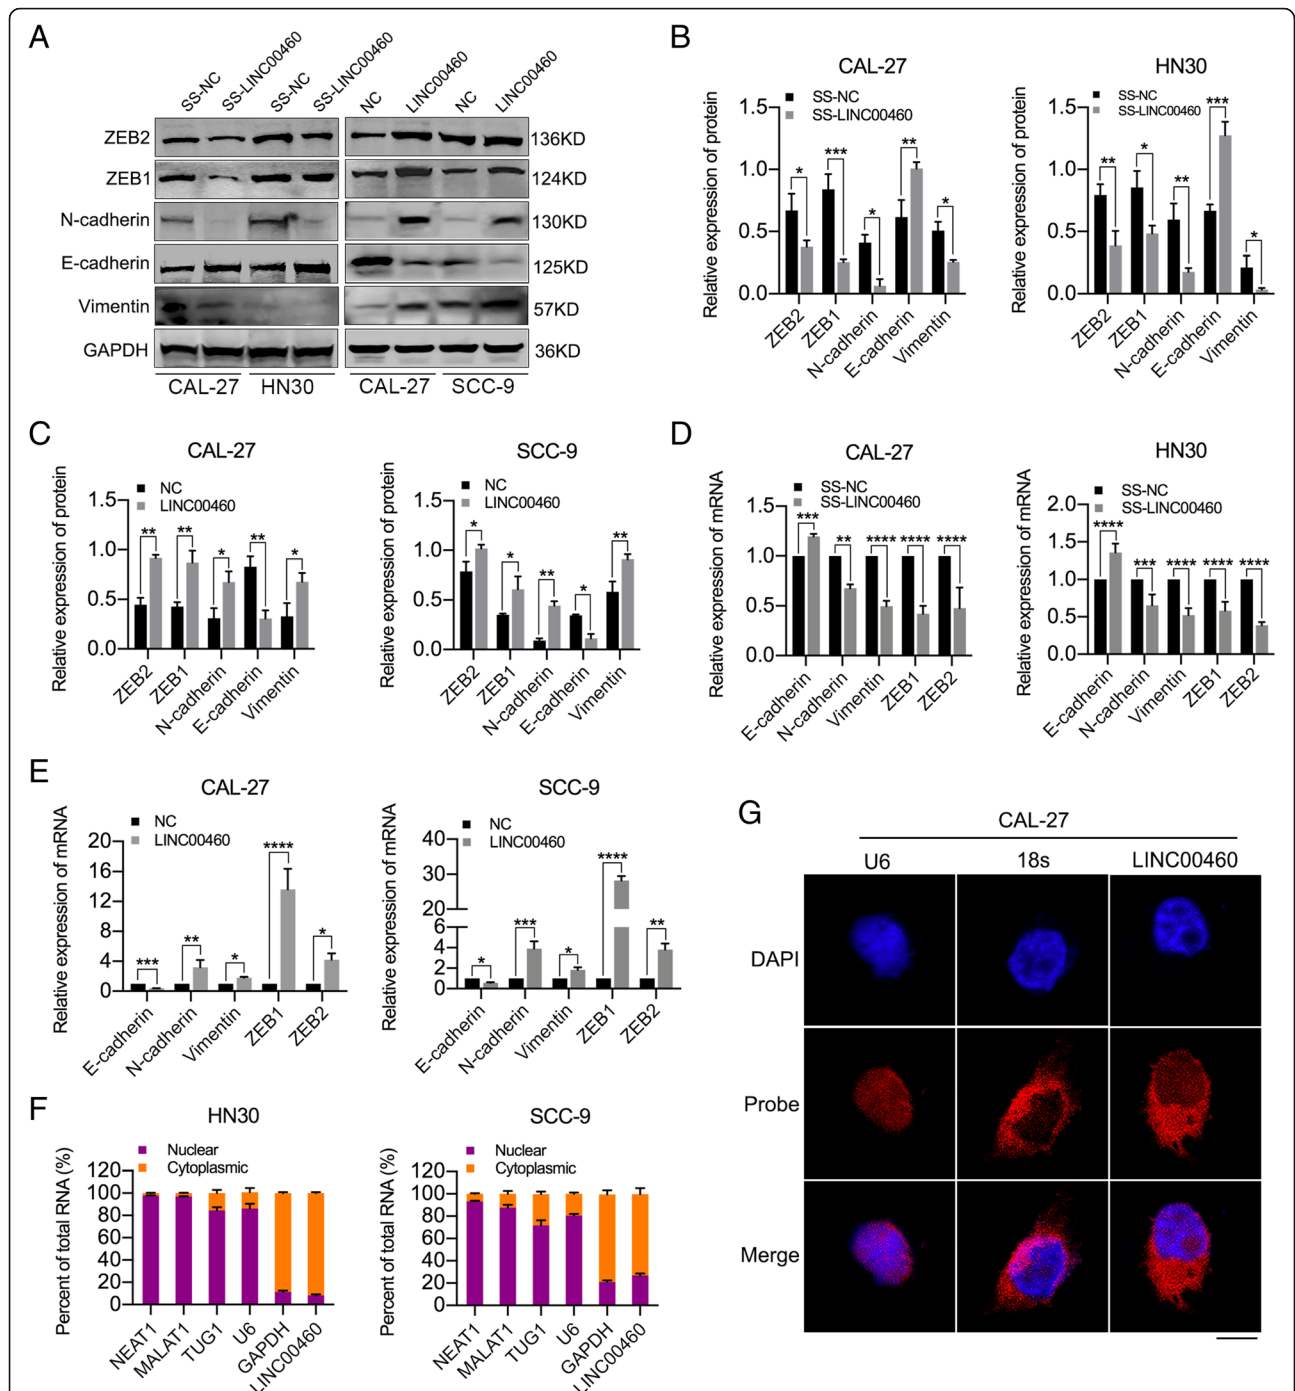 A
SS-NC
SS-LINC00460
SS-NC
SS-LINC00460
NC
LINC00460
NC
LINC00460
ZEB2
136KD
ZEB1
124KD
N-cadherin
130KD
E-cadherin
125KD
Vimentin
57KD
GAPDH
36KD
CAL-27
HN30
CAL-27
SCC-9
B
CAL-27
SS-NC
SS-LINC00460
Relative expression of protein
1.5
1.0
0.5
0.0
*
***
*
**
*
ZEB2
ZEB1
N-cadherin
E-cadherin
Vimentin
HN30
SS-NC
SS-LINC00460
Relative expression of protein
1.5
1.0
0.5
0.0
**
*
**
***
*
ZEB2
ZEB1
N-cadherin
E-cadherin
Vimentin
C
CAL-27
NC
LINC00460
Relative expression of protein
1.5
1.0
0.5
0.0
**
**
*
**
*
ZEB2
ZEB1
N-cadherin
E-cadherin
Vimentin
SCC-9
NC
LINC00460
Relative expression of protein
1.5
1.0
0.5
0.0
*
*
**
*
**
ZEB2
ZEB1
N-cadherin
E-cadherin
Vimentin
D
CAL-27
SS-NC
SS-LINC00460
Relative expression of mRNA
1.5
1.0
0.5
0.0
***
**
****
****
****
E-cadherin
N-cadherin
Vimentin
ZEB1
ZEB2
HN30
SS-NC
SS-LINC00460
Relative expression of mRNA
2.0
1.5
1.0
0.5
0.0
****
***
****
****
****
E-cadherin
N-cadherin
Vimentin
ZEB1
ZEB2
E
CAL-27
NC
LINC00460
Relative expression of mRNA
20
16
12
8
4
0
***
**
*
****
*
E-cadherin
N-cadherin
Vimentin
ZEB1
ZEB2
SCC-9
NC
LINC00460
Relative expression of mRNA
40
30
20
6
4
2
0
*
***
*
****
**
E-cadherin
N-cadherin
Vimentin
ZEB1
ZEB2
F
HN30
Nuclear
Cytoplasmic
Percent of total RNA (%)
120
100
80
60
40
20
0
NEAT1
MALAT1
TUG1
U6
GAPDH
LINC00460
SCC-9
Nuclear
Cytoplasmic
Percent of total RNA (%)
120
100
80
60
40
20
0
NEAT1
MALAT1
TUG1
U6
GAPDH
LINC00460
G
CAL-27
U6
18s
LINC00460
DAPI
Probe
Merge